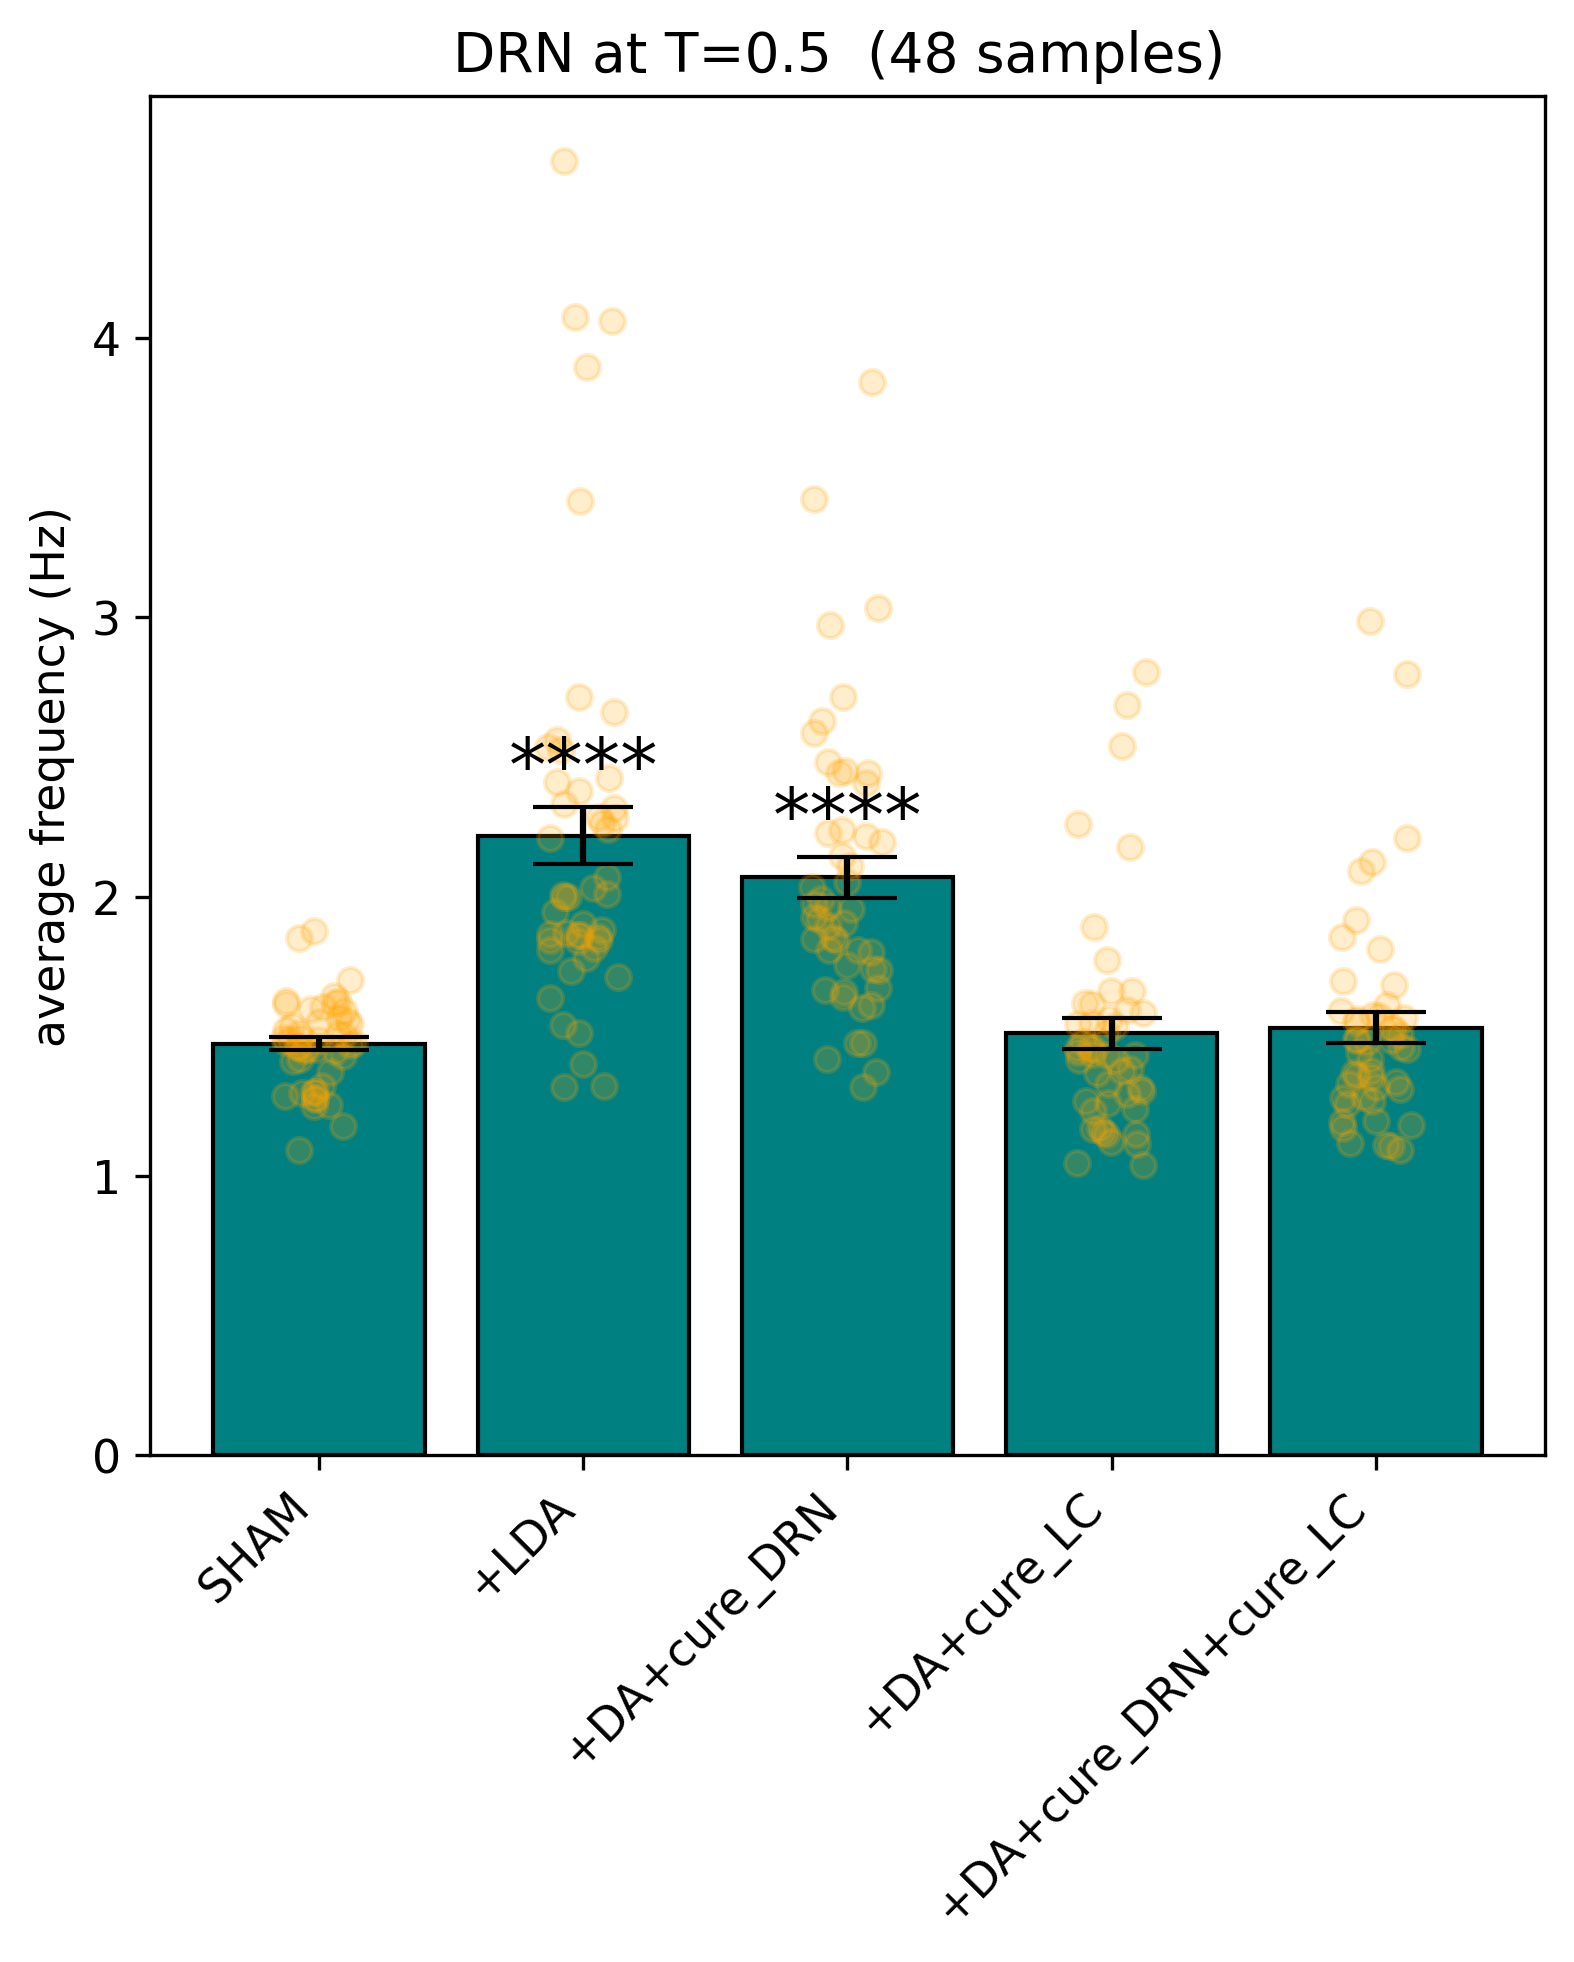 DRN at T=0.5  (48 samples)
average frequency (Hz)
4
3
2
1
0
****
****
SHAM
+LDA
+DA+cure_DRN
+DA+cure_LC
+DA+cure_DRN+cure_LC